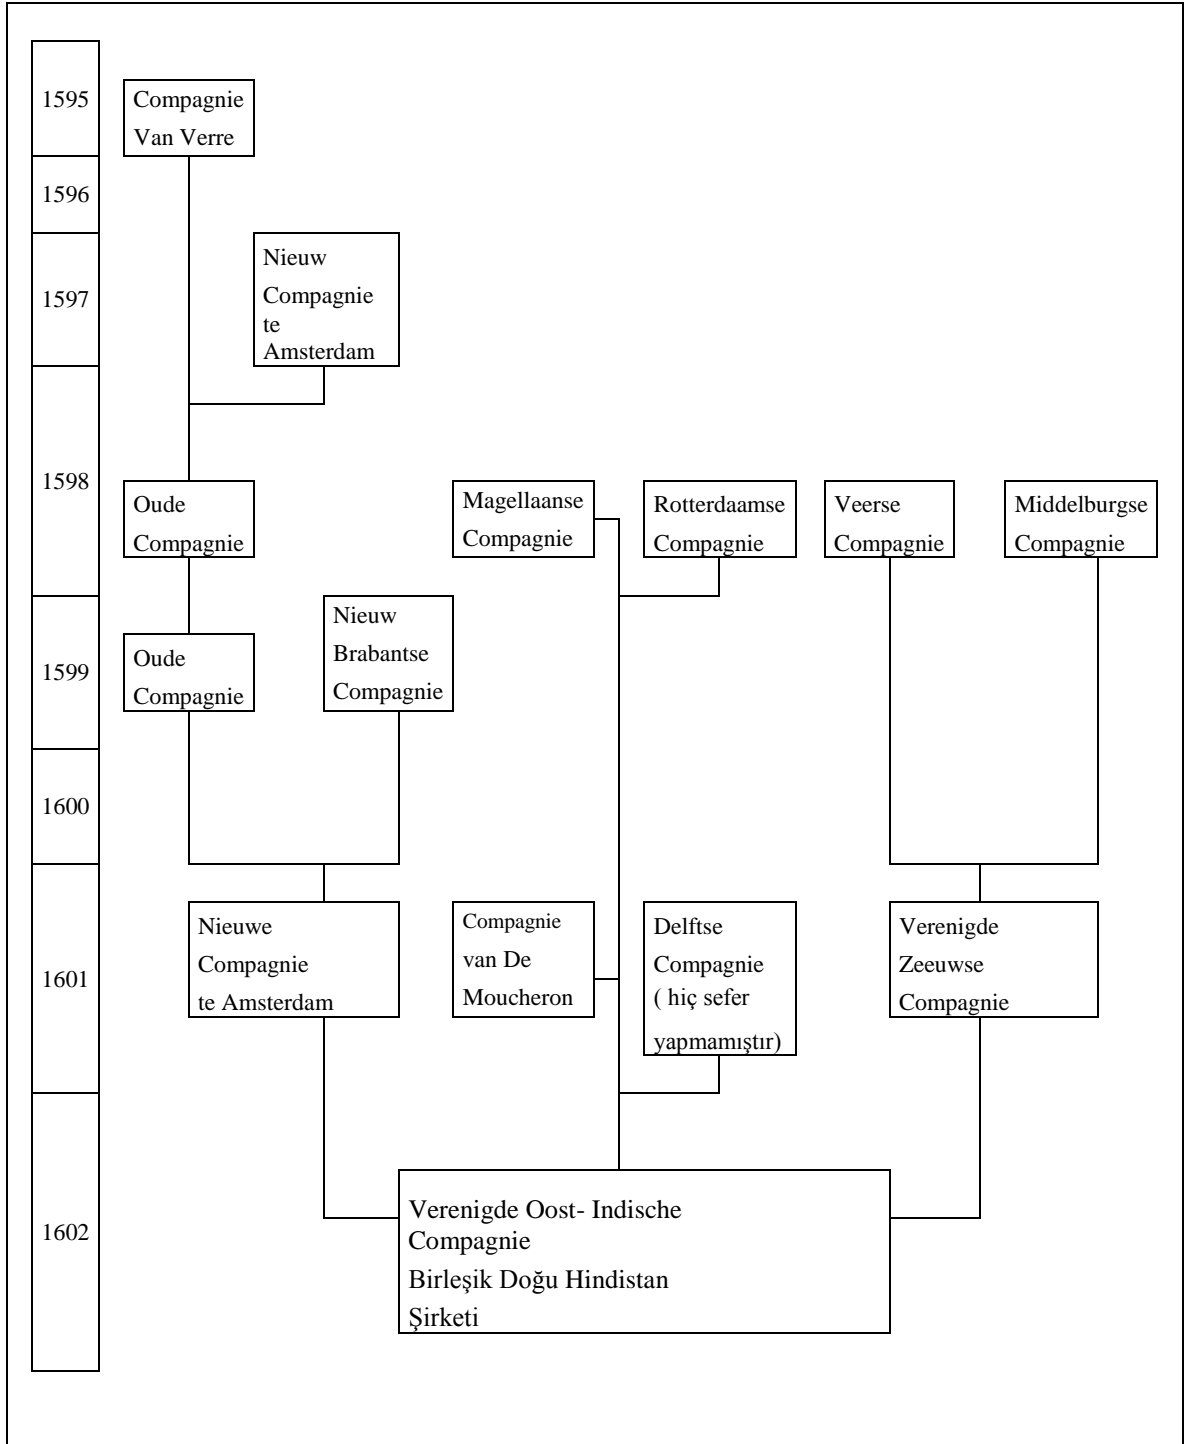 1595
Compagnie
Van Verre
1596
1597
Nieuw
Compagnie
te
Amsterdam
1598
Oude
Compagnie
Magellaanse
Compagnie
Rotterdaamse
Compagnie
Veerse
Compagnie
Middelburgse
Compagnie
1599
Oude
Compagnie
Nieuw
Brabantse
Compagnie
1600
1601
Nieuwe
Compagnie
te Amsterdam
Compagnie
van De
Moucheron
Delftse
Compagnie
( hiç sefer
yapmamıştır)
Verenigde
Zeeuwse
Compagnie
1602
Verenigde Oost- Indische
Compagnie
Birleşik Doğu Hindistan
Şirketi